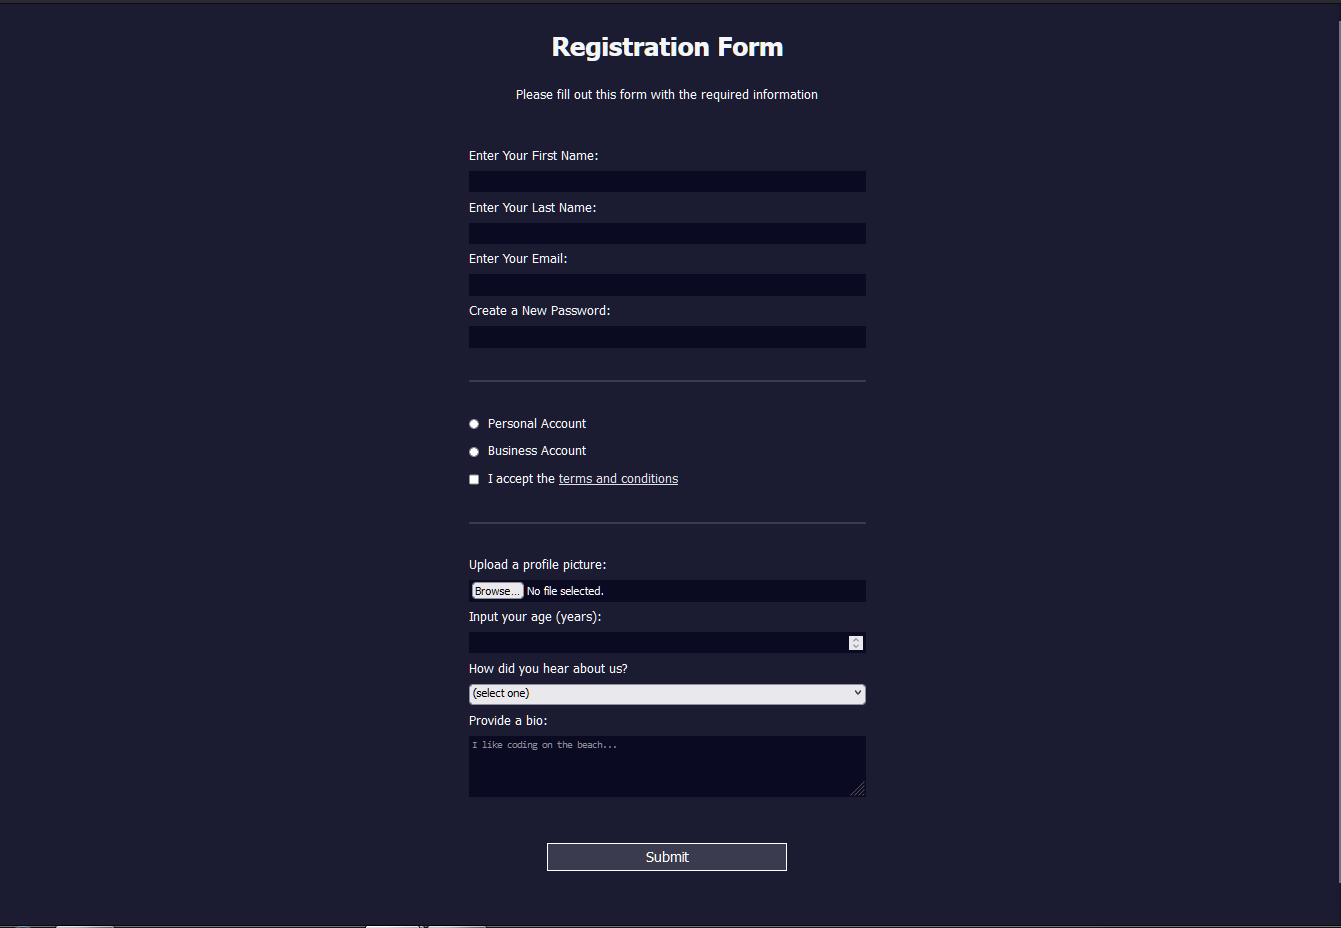 Registration Form
Please fill out this form with the required information
Enter Your First Name:
Enter Your Last Name:
Enter Your Email:
Create a New Password:
Personal Account
Business Account
I accept the terms and conditions
Upload a profile picture:
Browse... No file selected.
Input your age (years):
How did you hear about us?
(select one)
Provide a bio:
I like coding on the beach...
Submit